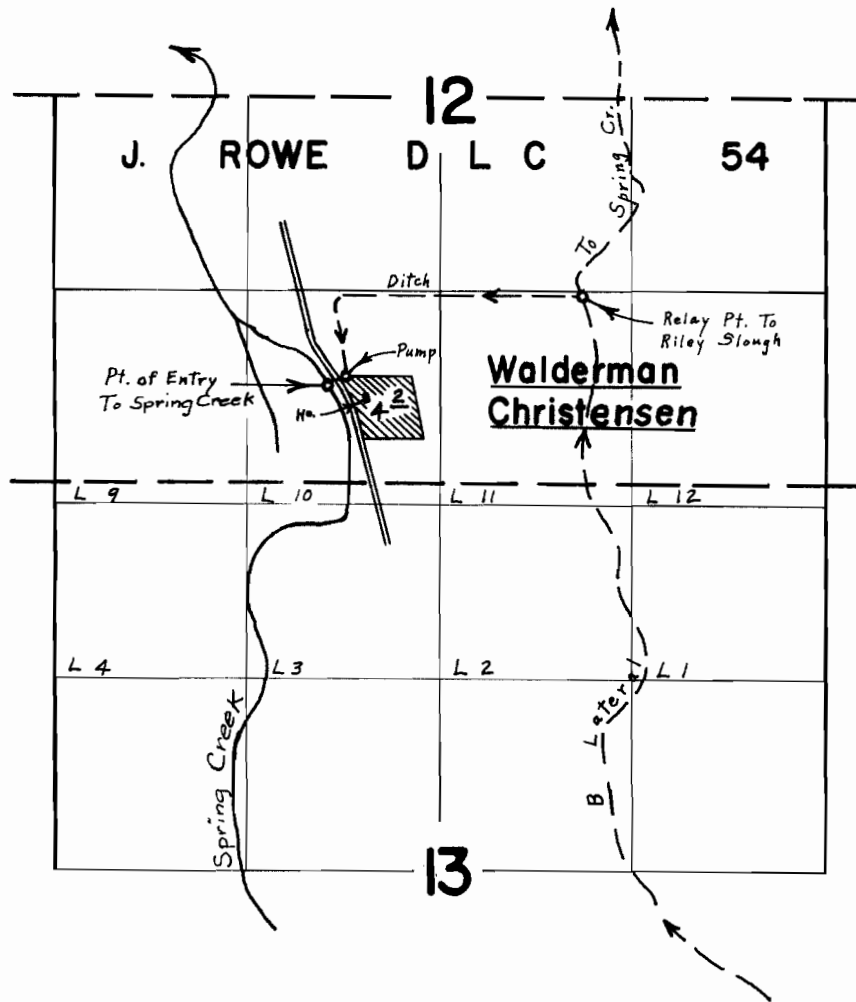 12
J. ROWE D L C 54
To Spring Cr.
Ditch
Relay Pt. To
Riley Slough
Pump
Pt. of Entry
To Spring Creek
Ho.
4 2
Walderman
Christensen
L 9 L 10 L 11 L 12
L 4 L 3 L 2 L 1
Spring Creek
B Lateral
13